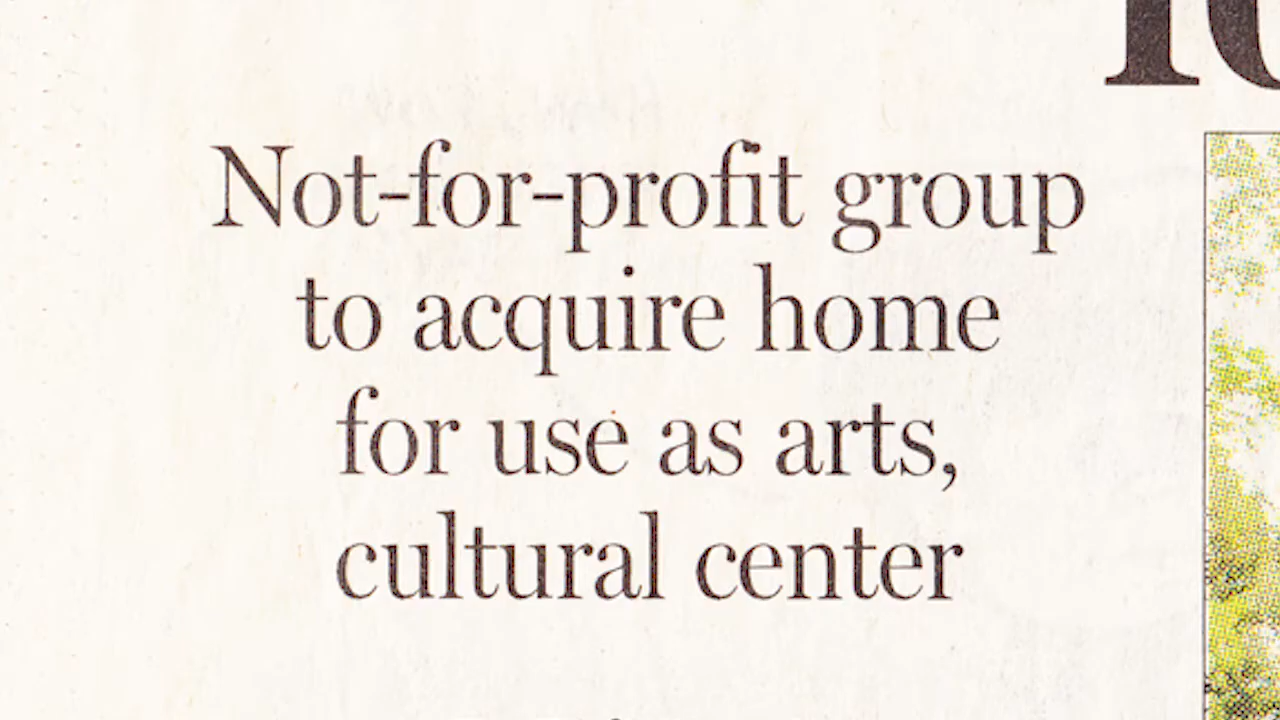 Not-for-profit group
to acquire home
for use as arts,
cultural center